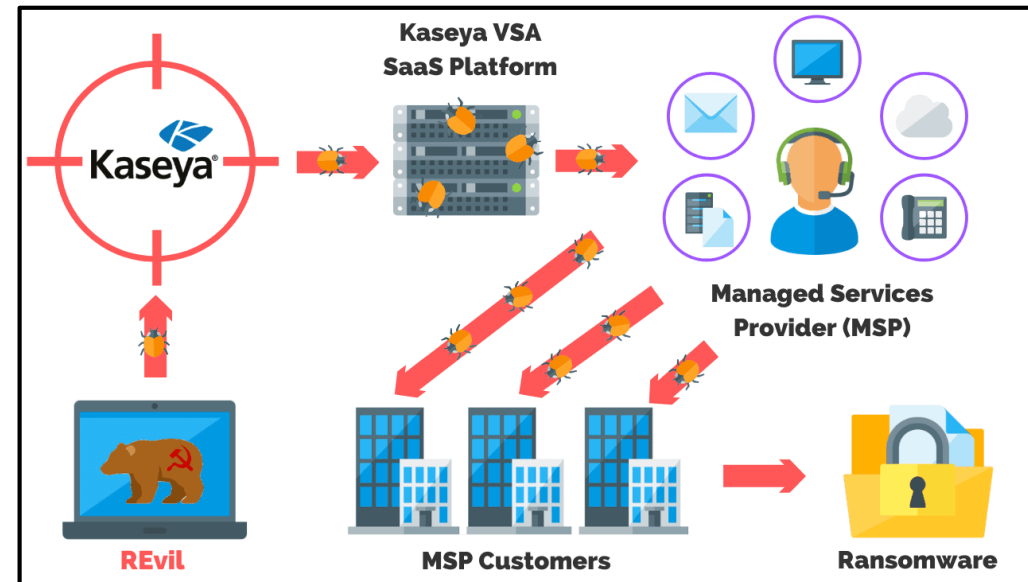 Kaseya VSA
SaaS Platform
Kaseya®
Managed Services
Provider (MSP)
REvil
MSP Customers
Ransomware